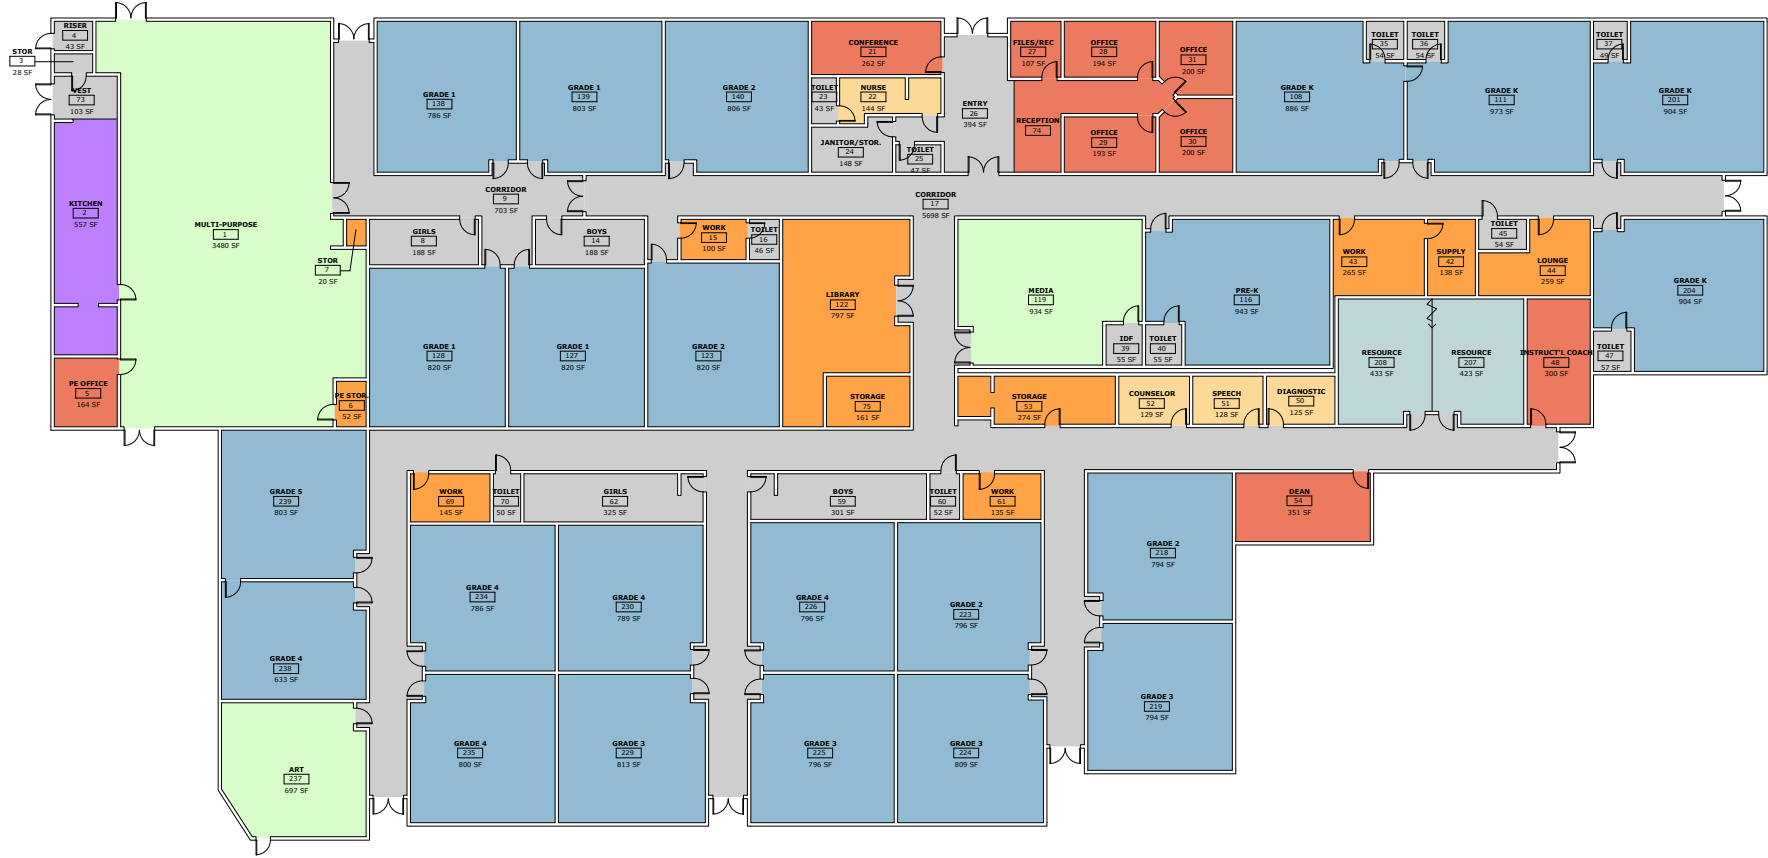 RISER
4
43 SF
STOR
3
28 SF
VEST
73
103 SF
KITCHEN
2
557 SF
MULTI-PURPOSE
1
3480 SF
STOR
7
20 SF
PE OFFICE
5
164 SF
PE STOR.
6
52 SF
GRADE 1
138
786 SF
GRADE 1
139
803 SF
GRADE 2
140
806 SF
CONFERENCE
21
262 SF
TOILET
23
43 SF
NURSE
22
144 SF
JANITOR/STOR.
24
148 SF
TOILET
25
47 SF
ENTRY
26
394 SF
FILES/REC
27
107 SF
OFFICE
28
194 SF
OFFICE
31
200 SF
RECEPTION
74
OFFICE
29
193 SF
OFFICE
30
200 SF
GRADE K
108
886 SF
TOILET
35
54 SF
TOILET
36
54 SF
GRADE K
111
973 SF
TOILET
37
49 SF
GRADE K
201
904 SF
CORRIDOR
9
703 SF
CORRIDOR
17
5698 SF
GIRLS
8
188 SF
BOYS
14
188 SF
WORK
15
100 SF
TOILET
16
46 SF
GRADE 1
128
820 SF
GRADE 1
127
820 SF
GRADE 2
123
820 SF
LIBRARY
122
797 SF
STORAGE
75
161 SF
MEDIA
119
934 SF
IDF
39
55 SF
TOILET
40
55 SF
PRE-K
116
943 SF
WORK
43
265 SF
SUPPLY
42
138 SF
TOILET
45
54 SF
LOUNGE
44
259 SF
GRADE K
204
904 SF
TOILET
47
57 SF
RESOURCE
208
433 SF
RESOURCE
207
423 SF
INSTRUCT'L COACH
48
300 SF
STORAGE
53
274 SF
COUNSELOR
52
129 SF
SPEECH
51
128 SF
DIAGNOSTIC
50
125 SF
GRADE 5
239
803 SF
GRADE 4
238
633 SF
ART
237
697 SF
WORK
69
145 SF
TOILET
70
50 SF
GIRLS
62
325 SF
BOYS
59
301 SF
TOILET
60
52 SF
WORK
61
135 SF
GRADE 4
234
786 SF
GRADE 4
230
789 SF
GRADE 4
226
796 SF
GRADE 2
223
796 SF
GRADE 4
235
800 SF
GRADE 3
229
813 SF
GRADE 3
225
796 SF
GRADE 3
224
809 SF
GRADE 2
218
794 SF
GRADE 3
219
794 SF
DEAN
54
351 SF